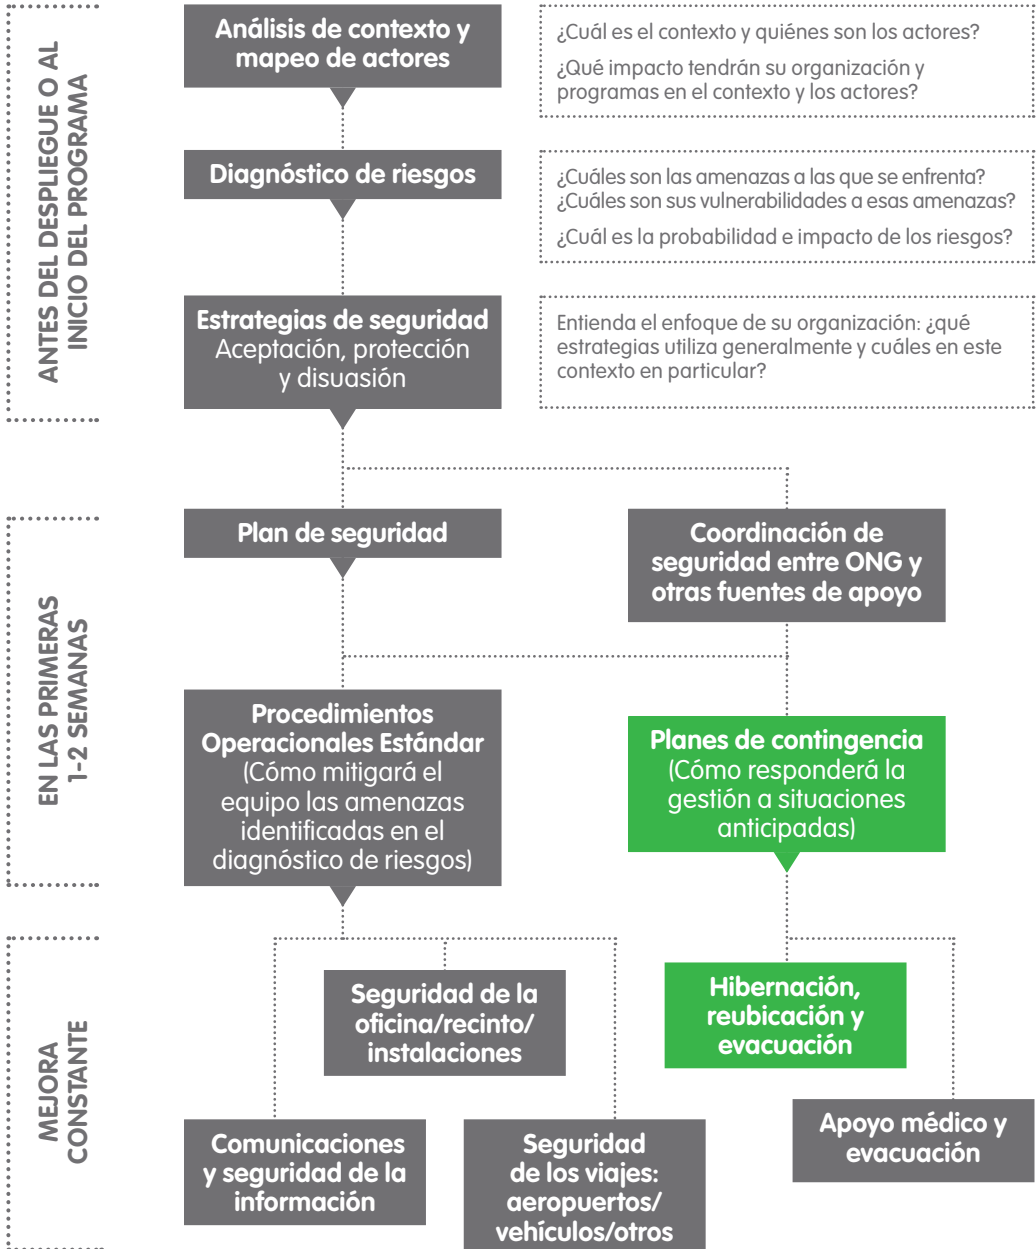 ANTES DEL DESPLIEGUE O AL
INICIO DEL PROGRAMA
Análisis de contexto y
mapeo de actores
¿Cuál es el contexto y quiénes son los actores?
¿Qué impacto tendrán su organización y
programas en el contexto y los actores?
Diagnóstico de riesgos
¿Cuáles son las amenazas a las que se enfrenta?
¿Cuáles son sus vulnerabilidades a esas amenazas?
¿Cuál es la probabilidad e impacto de los riesgos?
Estrategias de seguridad
Aceptación, protección
y disuasión
Entienda el enfoque de su organización: ¿qué
estrategias utiliza generalmente y cuáles en este
contexto en particular?
EN LAS PRIMERAS
1-2 SEMANAS
Plan de seguridad
Coordinación de
seguridad entre ONG y
otras fuentes de apoyo
Procedimientos
Operacionales Estándar
(Cómo mitigará el
equipo las amenazas
identificadas en el
diagnóstico de riesgos)
Planes de contingencia
(Cómo responderá la
gestión a situaciones
anticipadas)
MEJORA
CONSTANTE
Seguridad de la
oficina/recinto/
instalaciones
Hibernación,
reubicación y
evacuación
Comunicaciones
y seguridad de la
información
Seguridad
de los viajes:
aeropuertos/
vehículos/otros
Apoyo médico y
evacuación